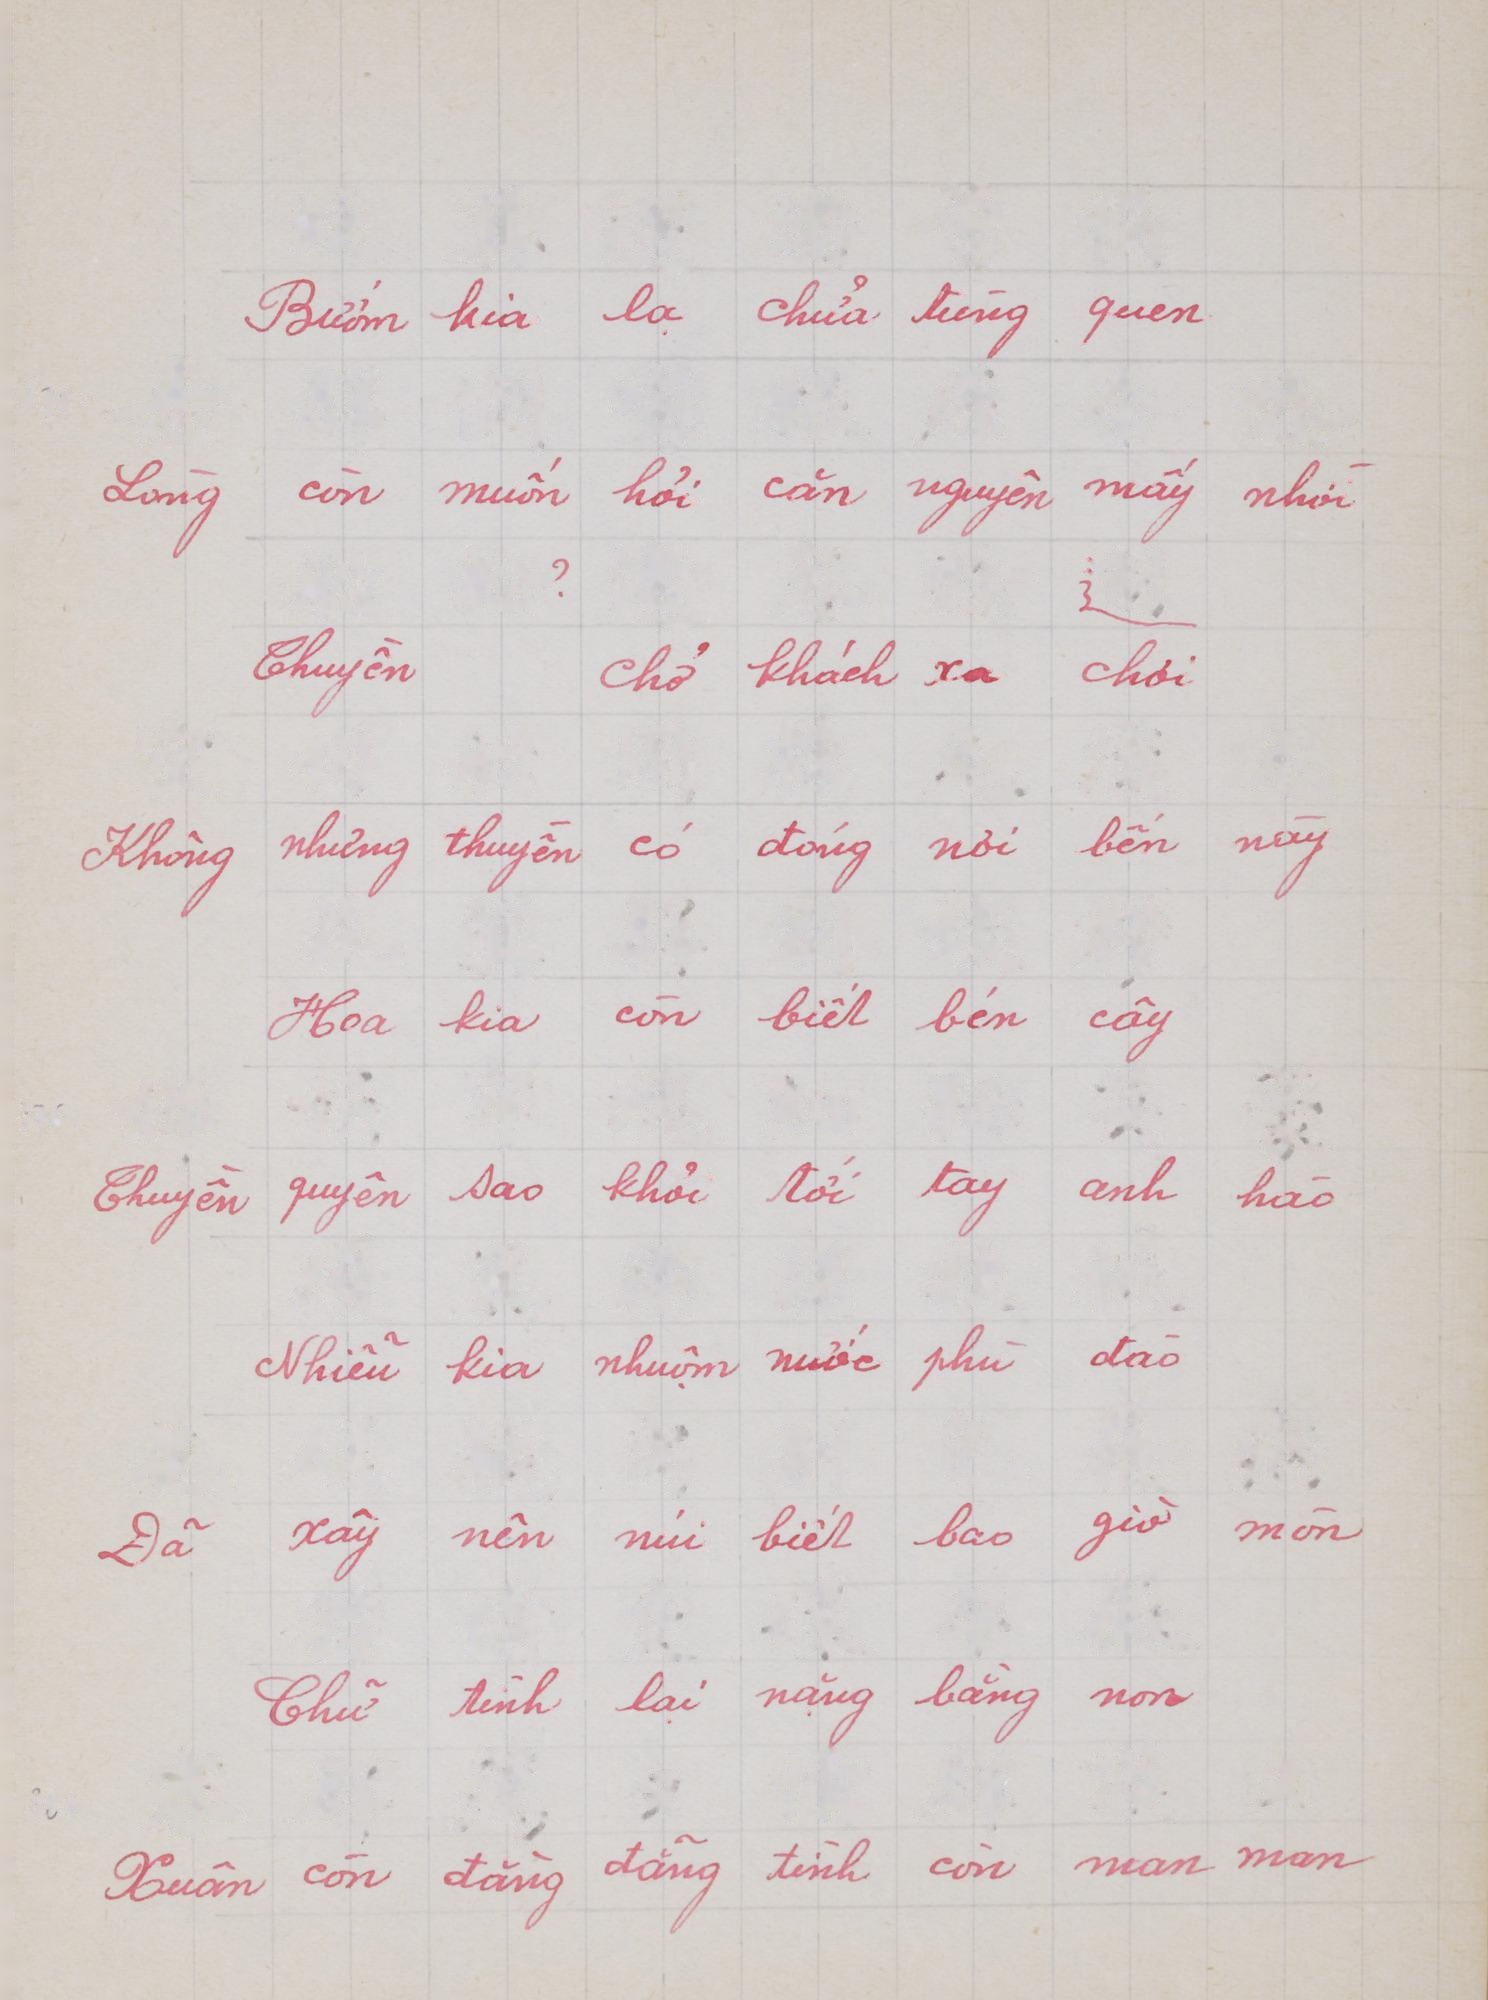 Bướm kia lạ chửa từng quen
Lòng còn muốn hỏi căn nguyên mấy nhời
?
Thuyền chở khách xa chơi
Không nhưng thuyền có đóng nơi bến này
Hoa kia còn biết bén cây
Thuyền quyên sao khỏi tới tay anh hào
Nhiễu kia nhuộm nước phù đào
Đã xây nên núi biết bao giờ mòn
Chữ tình lại nặng bằng non
Xuân còn đằng đẵng tình còn man man